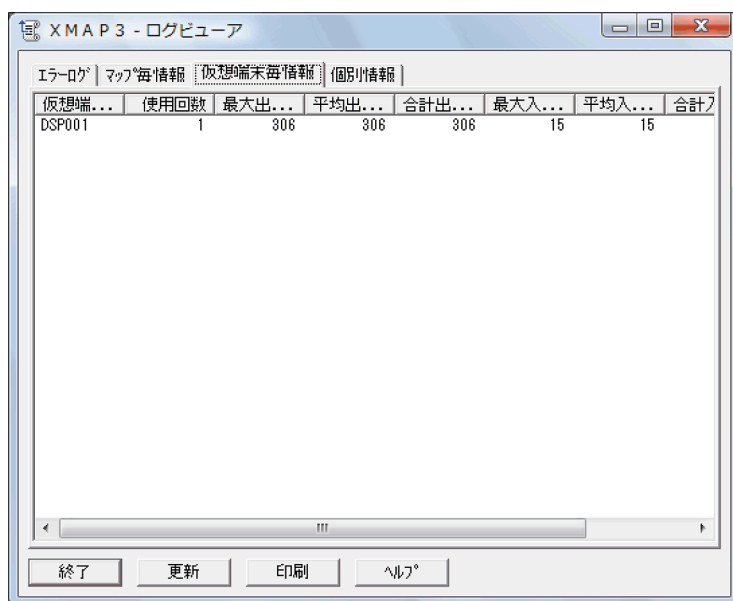 ＸＭＡＰ３ - ログビューア
ｴﾗｰﾛｸﾞ ﾏｯﾌﾟ毎情報 仮想端末毎情報 個別情報
仮想端... 使用回数 最大出... 平均出... 合計出... 最大入... 平均入... 合計入
DSP001 1 306 306 306 15 15
終了 更新 印刷 ﾍﾙﾌﾟ